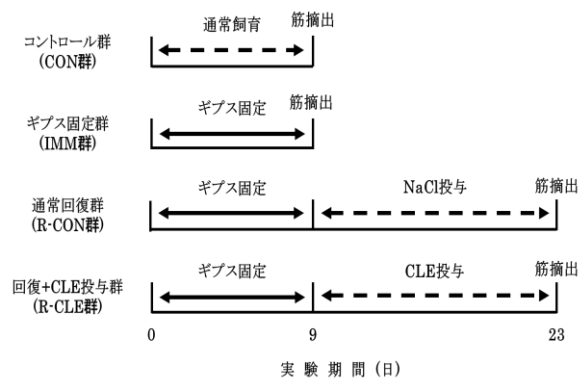 コントロール群
(CON群)
通常飼育
筋摘出
ギプス固定群
(IMM群)
ギプス固定
筋摘出
通常回復群
(R-CON群)
ギプス固定
NaCl投与
筋摘出
回復+CLE投与群
(R-CLE群)
ギプス固定
CLE投与
筋摘出
0
9
23
実 験 期 間 (日)